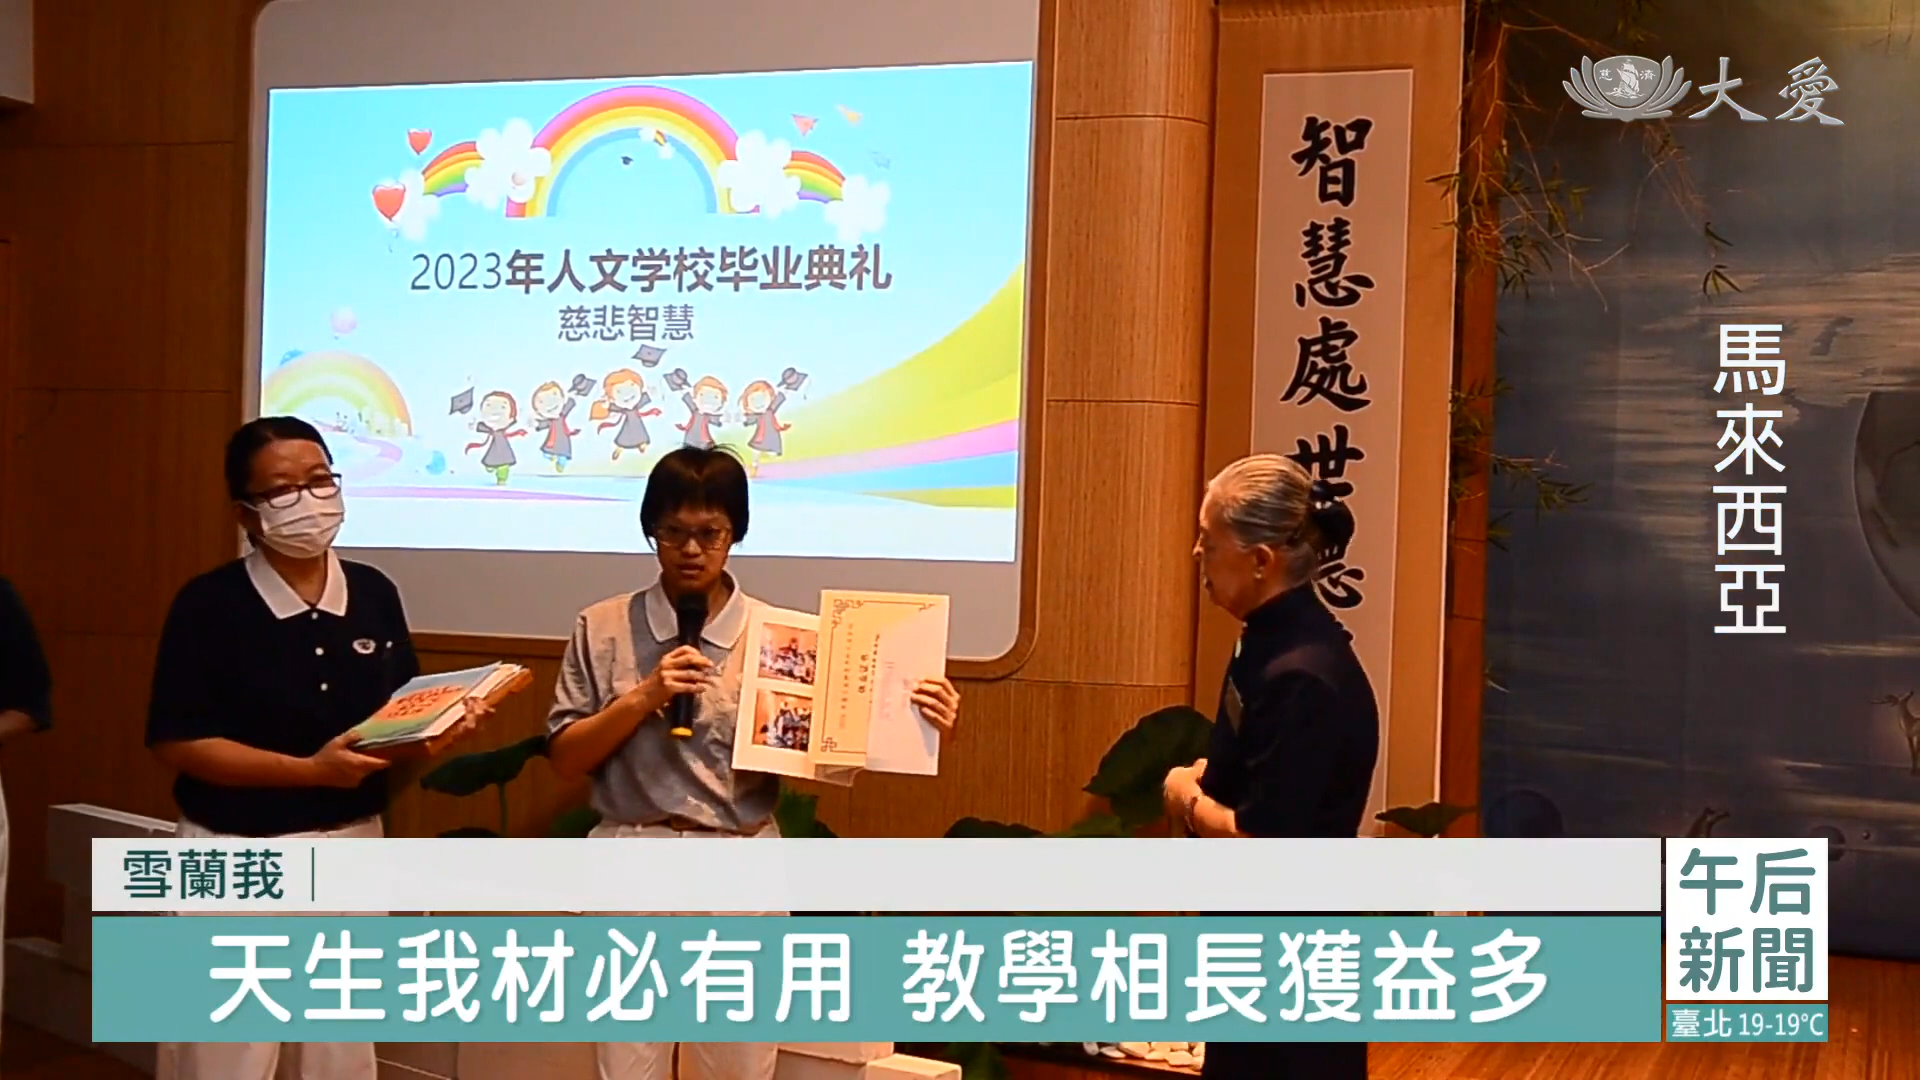 慈濟
大愛
2023年人文学校毕业典礼
慈悲智慧
智慧處世
馬來西亞
雪蘭莪
天生我材必有用 教學相長獲益多
午后
新聞
臺北 19-19°C